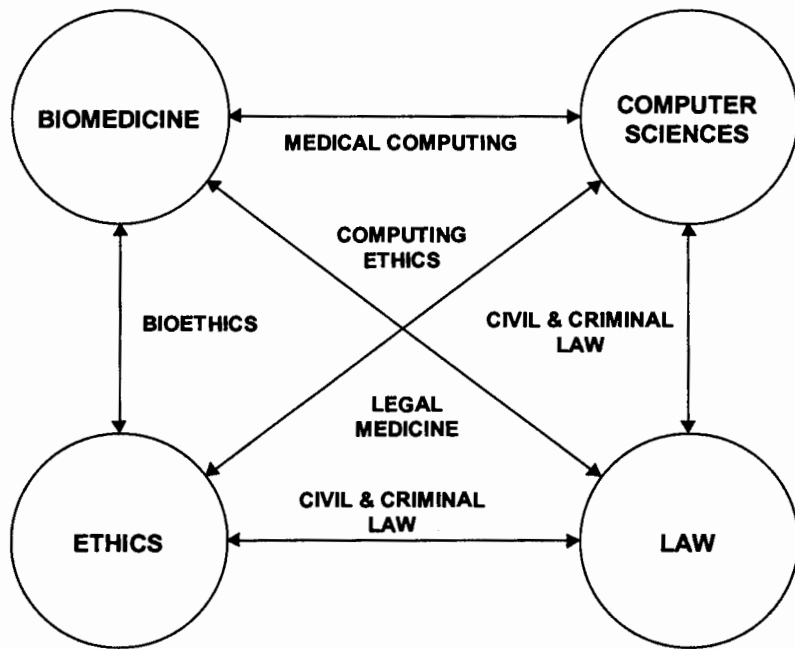 BIOMEDICINE
COMPUTER
SCIENCES
MEDICAL COMPUTING
COMPUTING
ETHICS
BIOETHICS
CIVIL & CRIMINAL
LAW
LEGAL
MEDICINE
CIVIL & CRIMINAL
LAW
ETHICS
LAW